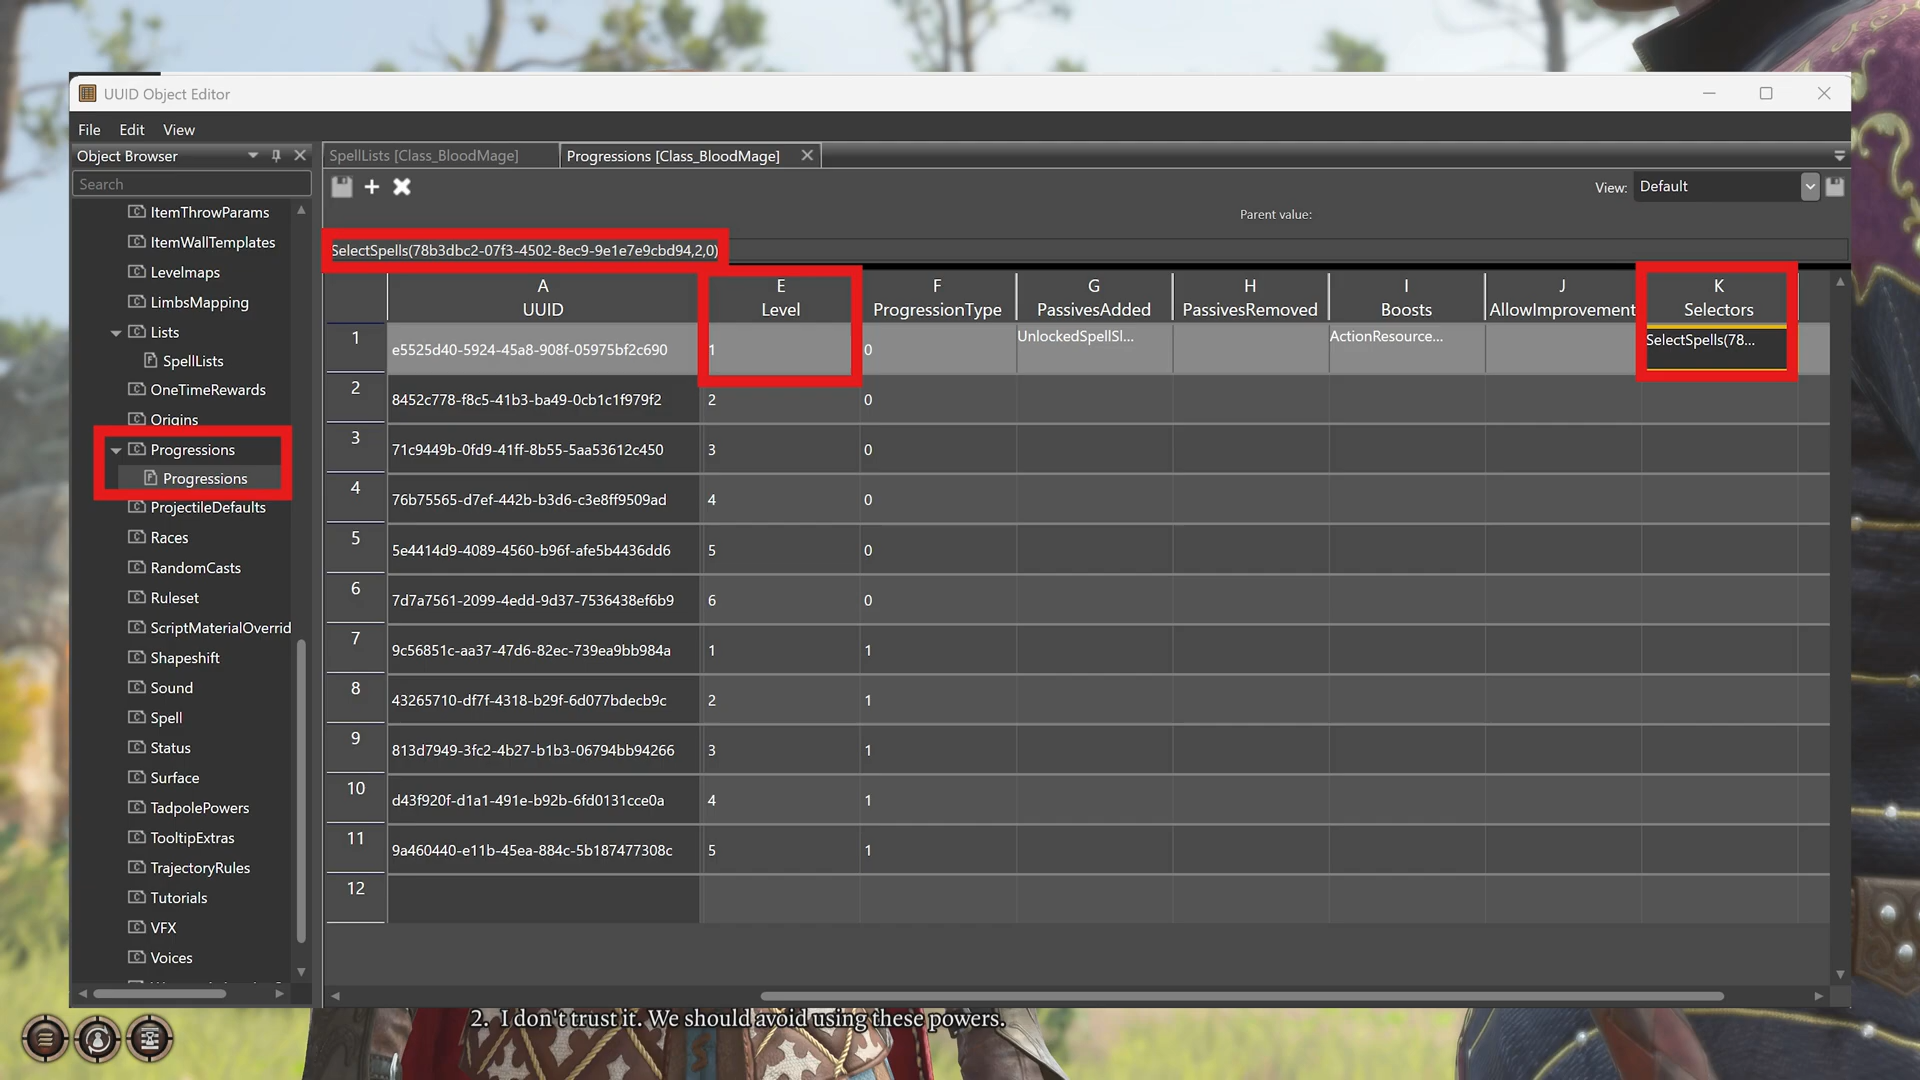 UUID Object Editor
File Edit View
Object Browser
Search
ItemThrowParams
ItemWallTemplates
Levelmaps
LimbsMapping
Lists
SpellLists
OneTimeRewards
Origins
Progressions
Progressions
ProjectileDefaults
Races
RandomCasts
Ruleset
ScriptMaterialOverrid
Shapeshift
Sound
Spell
Status
Surface
TadpolePowers
TooltipExtras
TrajectoryRules
Tutorials
VFX
Voices
SpellLists [Class_BloodMage] Progressions [Class_BloodMage]
View: Default
Parent value:
SelectSpells(78b3dbc2-07f3-4502-8ec9-9e1e7e9cbd94,2,0)
A E F G H I J K
UUID Level ProgressionType PassivesAdded PassivesRemoved Boosts AllowImprovement Selectors
1 e5525d40-5924-45a8-908f-05975bf2c690 1 0 UnlockedSpellSl... ActionResource... SelectSpells(78...
2 8452c778-f8c5-41b3-ba49-0cb1c1f979f2 2 0
3 71c9449b-0fd9-41ff-8b55-5aa53612c450 3 0
4 76b75565-d7ef-442b-b3d6-c3e8ff9509ad 4 0
5 5e4414d9-4089-4560-b96f-afe5b4436dd6 5 0
6 7d7a7561-2099-4edd-9d37-7536438ef6b9 6 0
7 9c56851c-aa37-47d6-82ec-739ea9bb984a 1 1
8 43265710-df7f-4318-b29f-6d077bdecb9c 2 1
9 813d7949-3fc2-4b27-b1b3-06794bb94266 3 1
10 d43f920f-d1a1-491e-b92b-6fd0131cce0a 4 1
11 9a460440-e11b-45ea-884c-5b187477308c 5 1
12
2. I don't trust it. We should avoid using these powers.